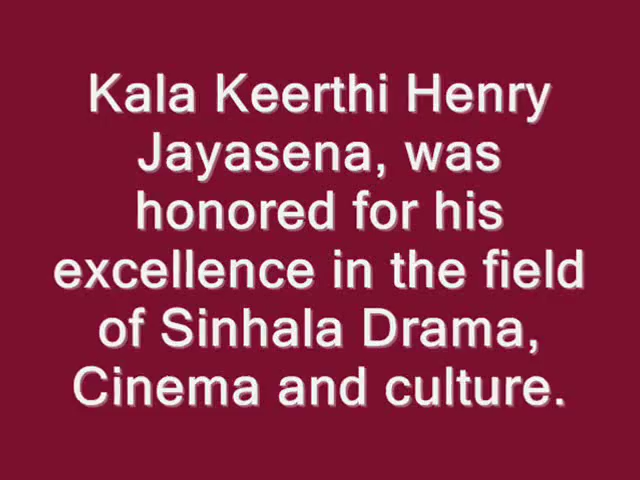 Kala Keerthi Henry
Jayasena, was
honored for his
excellence in the field
of Sinhala Drama,
Cinema and culture.